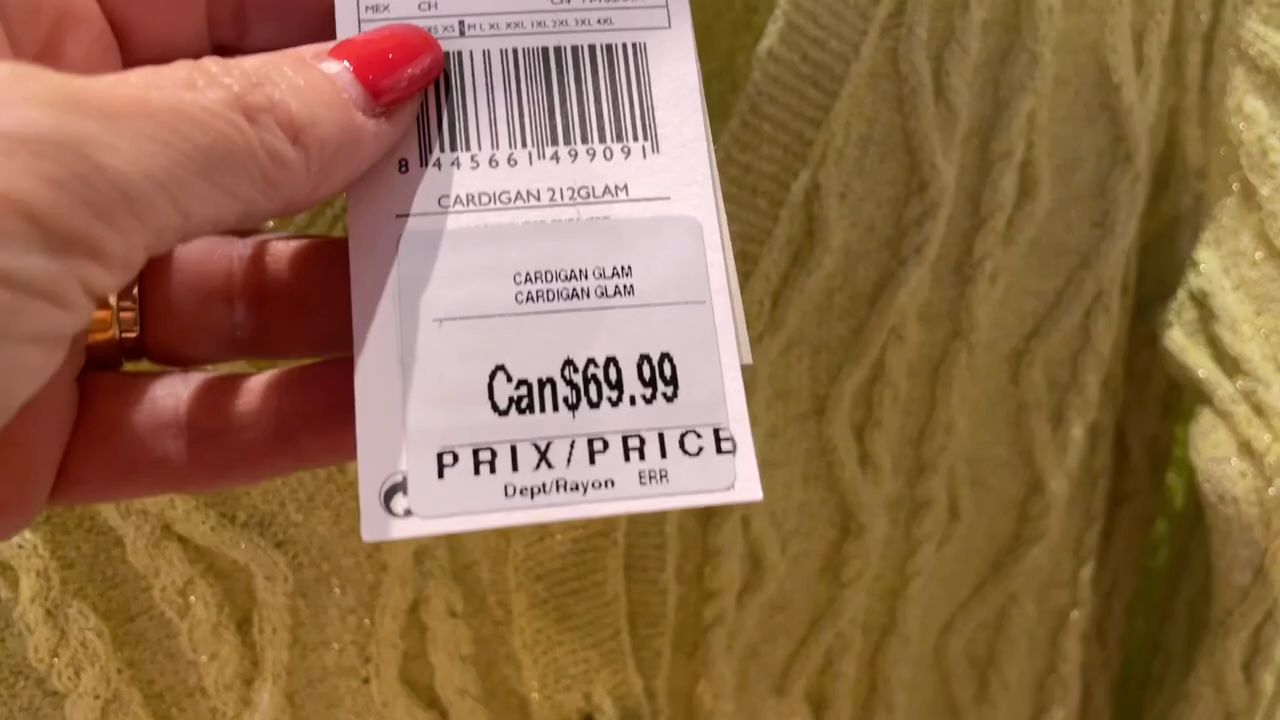 MEX CH
XS M L XL XXL 1XL 2XL 3XL 4XL
8 445661 499091
CARDIGAN 212GLAM
CARDIGAN GLAM
CARDIGAN GLAM
Can$69.99
PRIX/PRICE
Dept/Rayon ERR